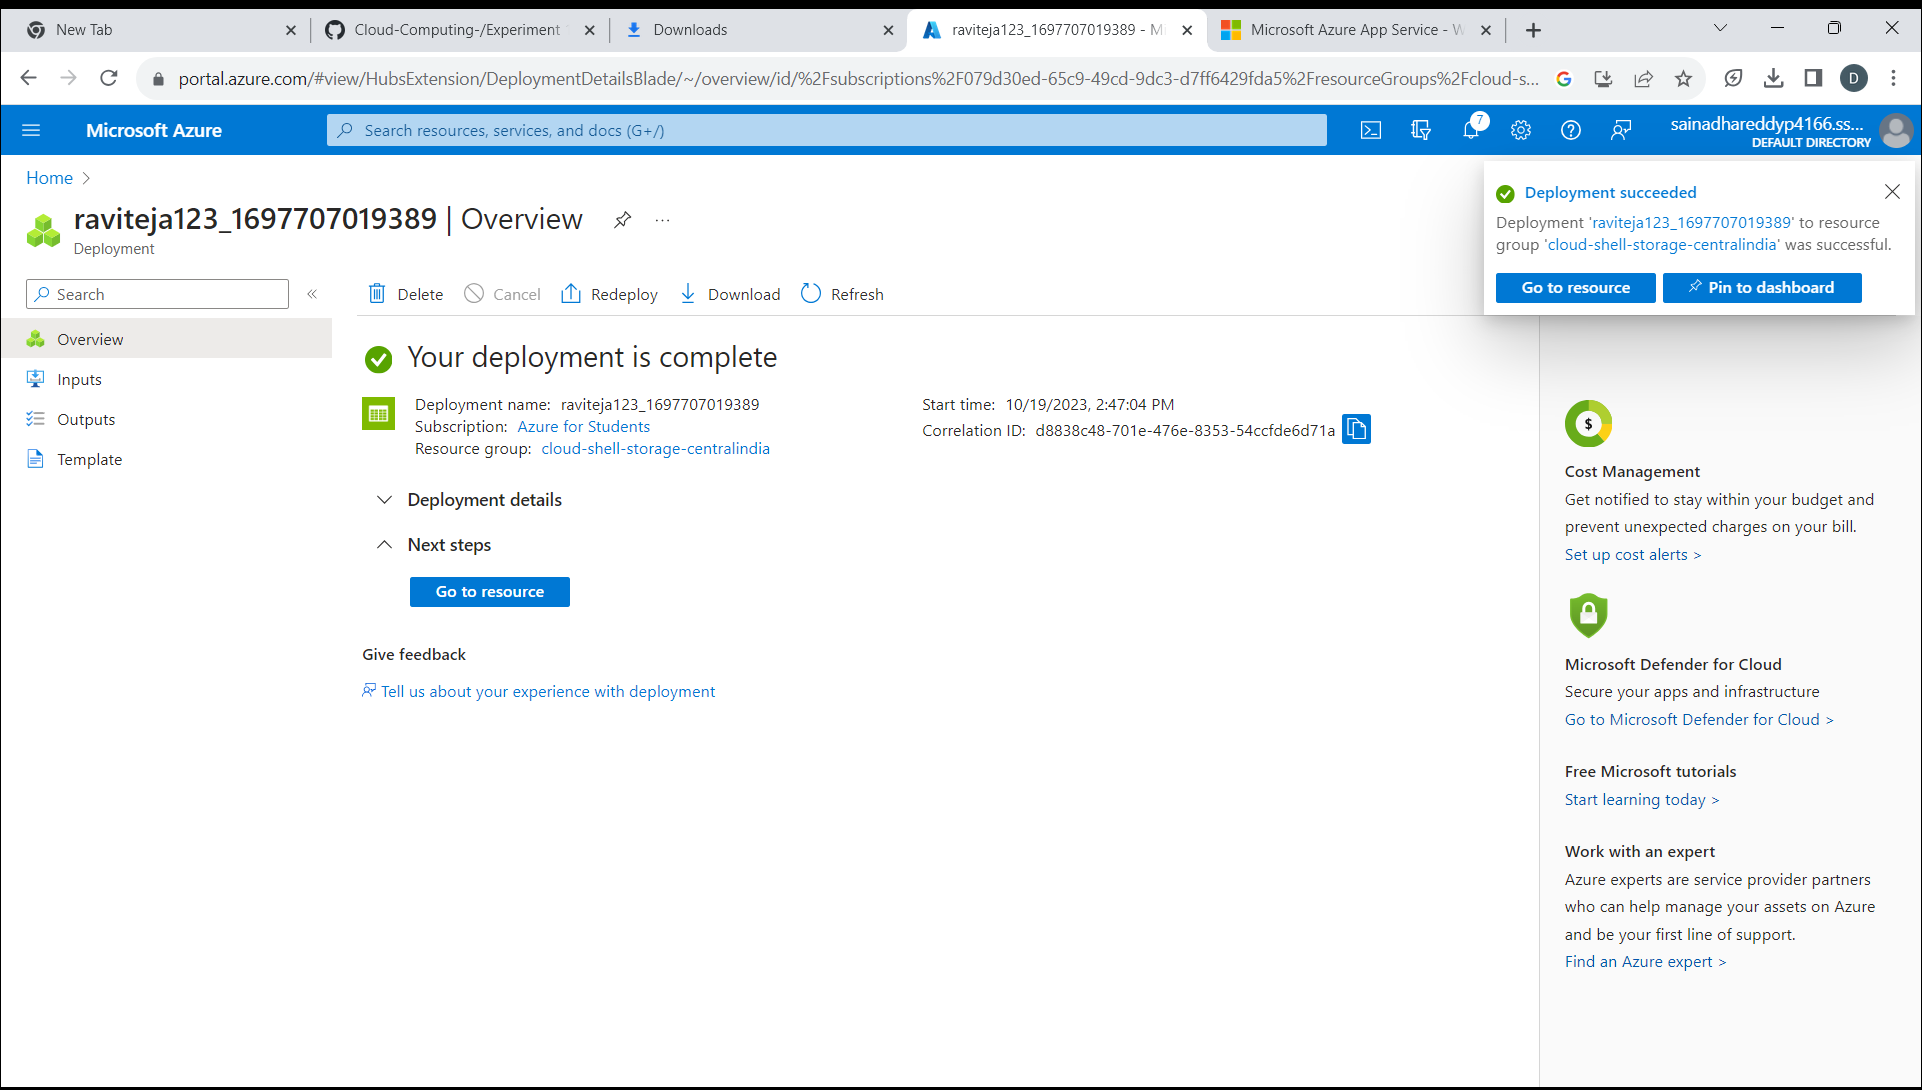 New Tab
Cloud-Computing-/Experiment
Downloads
raviteja123_1697707019389 - Mi
Microsoft Azure App Service - W
portal.azure.com/#view/HubsExtension/DeploymentDetailsBlade/~/overview/id/%2Fsubscriptions%2F079d30ed-65c9-49cd-9dc3-d7ff6429fda5%2FresourceGroups%2Fcloud-s...
D
Microsoft Azure
Search resources, services, and docs (G+/)
7
sainadhareddyp4166.ss...
DEFAULT DIRECTORY
Home
raviteja123_1697707019389 | Overview
Deployment
Deployment succeeded
Deployment 'raviteja123_1697707019389' to resource
group 'cloud-shell-storage-centralindia' was successful.
Go to resource
Pin to dashboard
Search
Delete
Cancel
Redeploy
Download
Refresh
Overview
Inputs
Outputs
Template
Your deployment is complete
Deployment name: raviteja123_1697707019389
Subscription: Azure for Students
Resource group: cloud-shell-storage-centralindia
Start time: 10/19/2023, 2:47:04 PM
Correlation ID: d8838c48-701e-476e-8353-54ccfde6d71a
Deployment details
Next steps
Go to resource
Give feedback
Tell us about your experience with deployment
$
Cost Management
Get notified to stay within your budget and
prevent unexpected charges on your bill.
Set up cost alerts >
Microsoft Defender for Cloud
Secure your apps and infrastructure
Go to Microsoft Defender for Cloud >
Free Microsoft tutorials
Start learning today >
Work with an expert
Azure experts are service provider partners
who can help manage your assets on Azure
and be your first line of support.
Find an Azure expert >